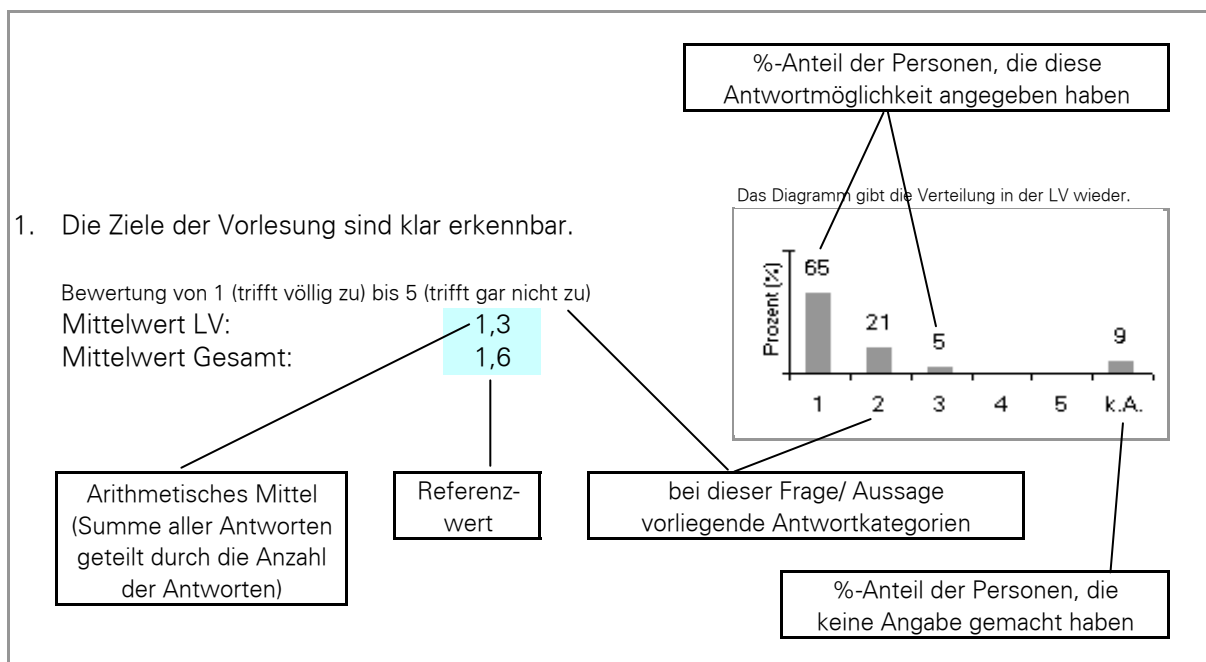 %-Anteil der Personen, die diese
Antwortmöglichkeit angegeben haben
Das Diagramm gibt die Verteilung in der LV wieder.
1. Die Ziele der Vorlesung sind klar erkennbar.
Bewertung von 1 (trifft völlig zu) bis 5 (trifft gar nicht zu)
Mittelwert LV: 1,3
Mittelwert Gesamt: 1,6
Prozent (%)
65
21
5
9
1 2 3 4 5 k.A.
Arithmetisches Mittel
(Summe aller Antworten
geteilt durch die Anzahl
der Antworten)
Referenz-
wert
bei dieser Frage/ Aussage
vorliegende Antwortkategorien
%-Anteil der Personen, die
keine Angabe gemacht haben